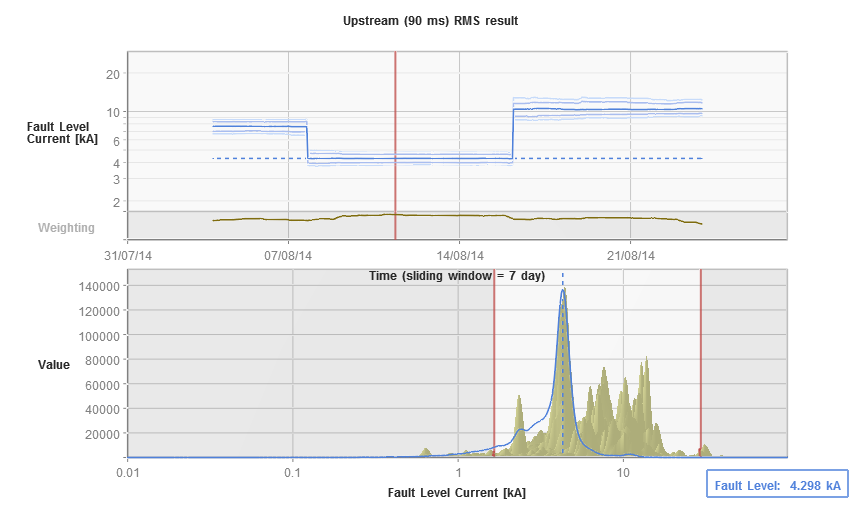 Upstream (90 ms) RMS result
20
10
Fault Level
Current [kA]
6
4
3
2
Weighting
31/07/14 07/08/14 14/08/14 21/08/14
Time (sliding window = 7 day)
140000
120000
100000
Value
80000
60000
40000
20000
0.01 0.1 1 10
Fault Level Current [kA]
Fault Level: 4.298 kA